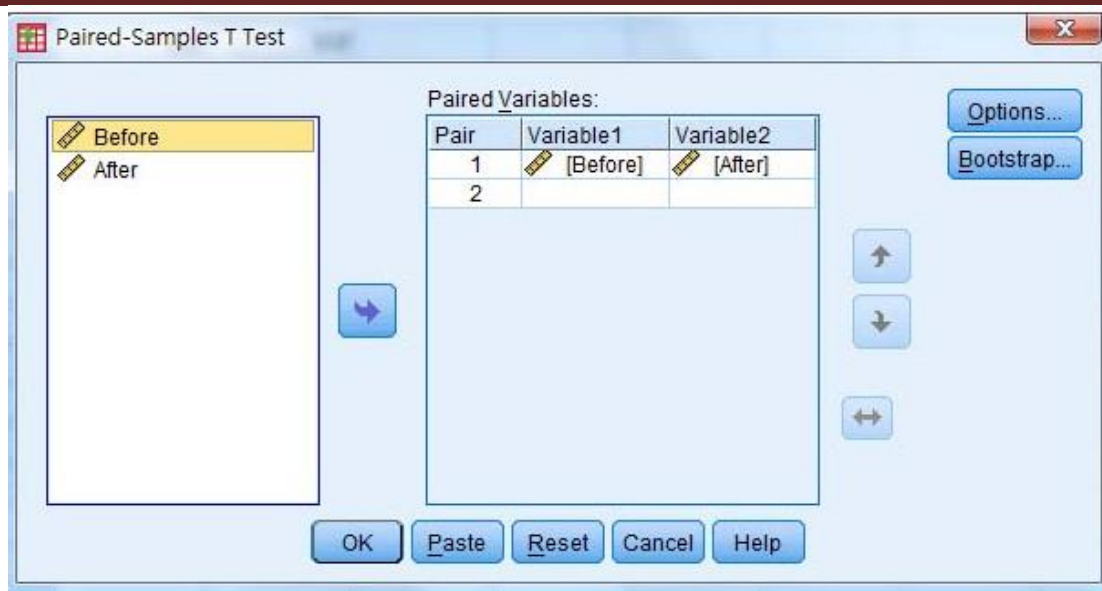 Paired-Samples T Test
Paired Variables:
Before
After
Pair Variable1 Variable2
1 [Before] [After]
2
Options...
Bootstrap...
OK Paste Reset Cancel Help